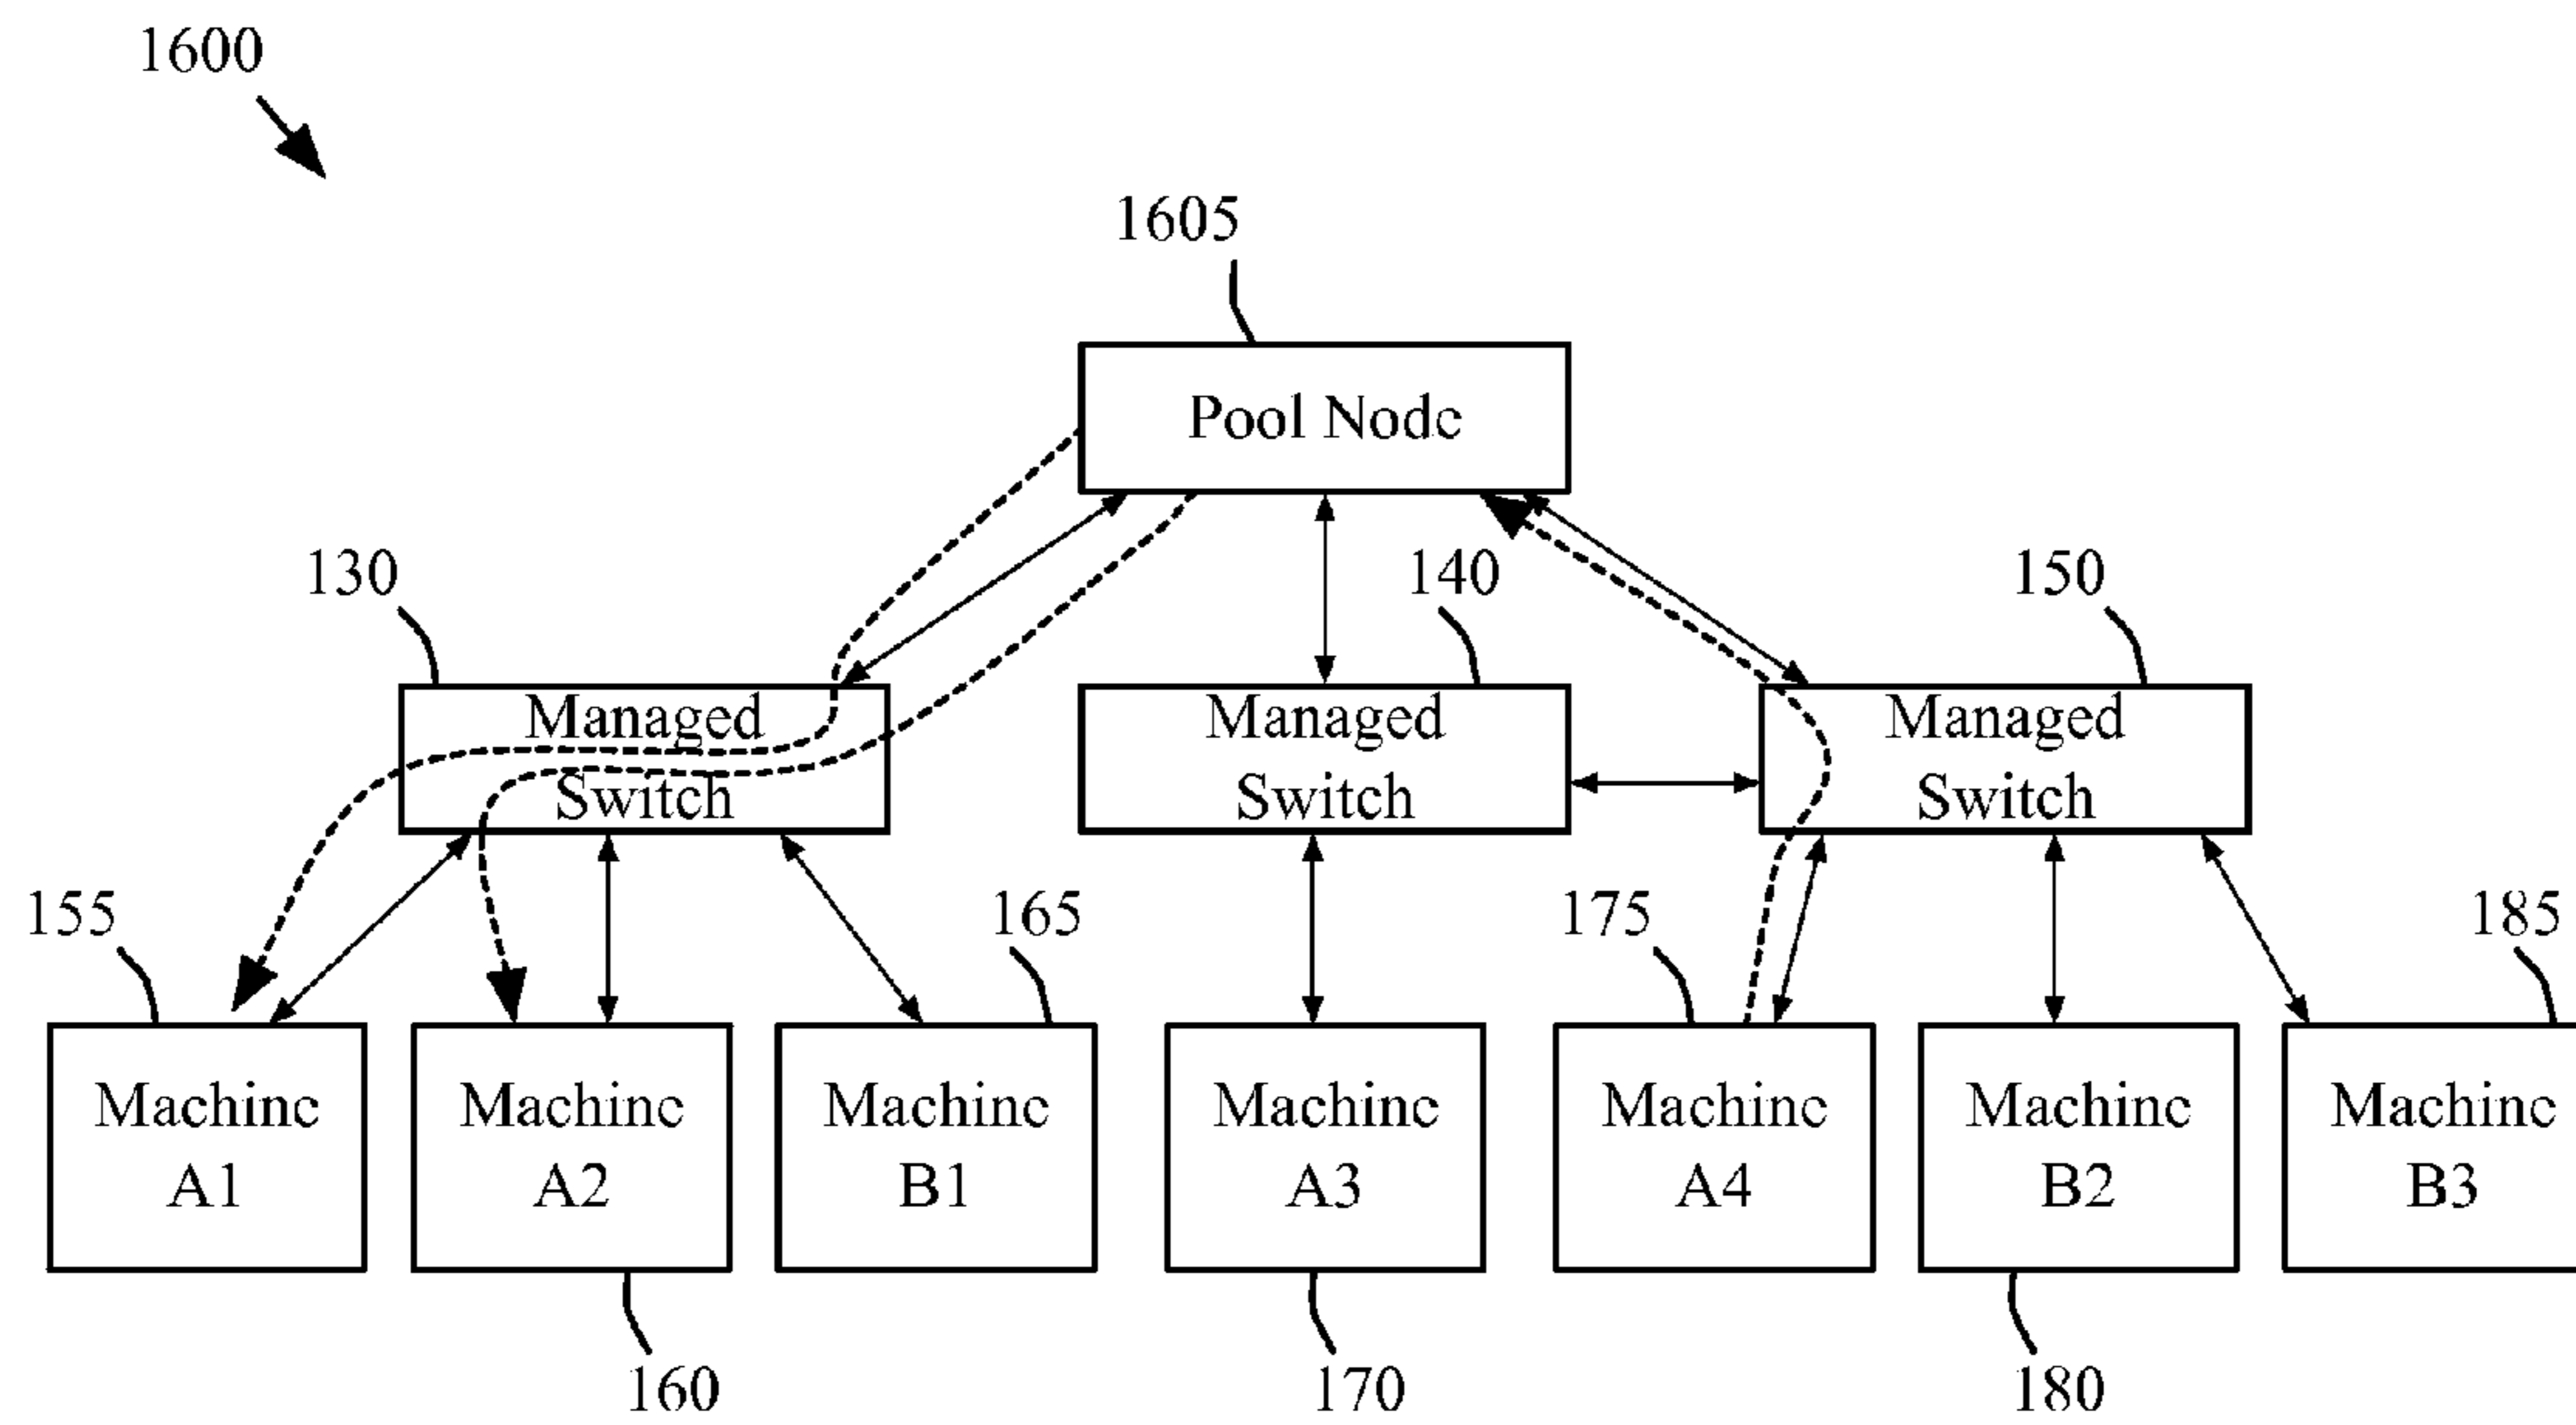 1600
1605
Pool Node
130
140
150
Managed
Switch
Managed
Switch
Managed
Switch
155
165
175
185
Machine
A1
Machine
A2
Machine
B1
Machine
A3
Machine
A4
Machine
B2
Machine
B3
160
170
180